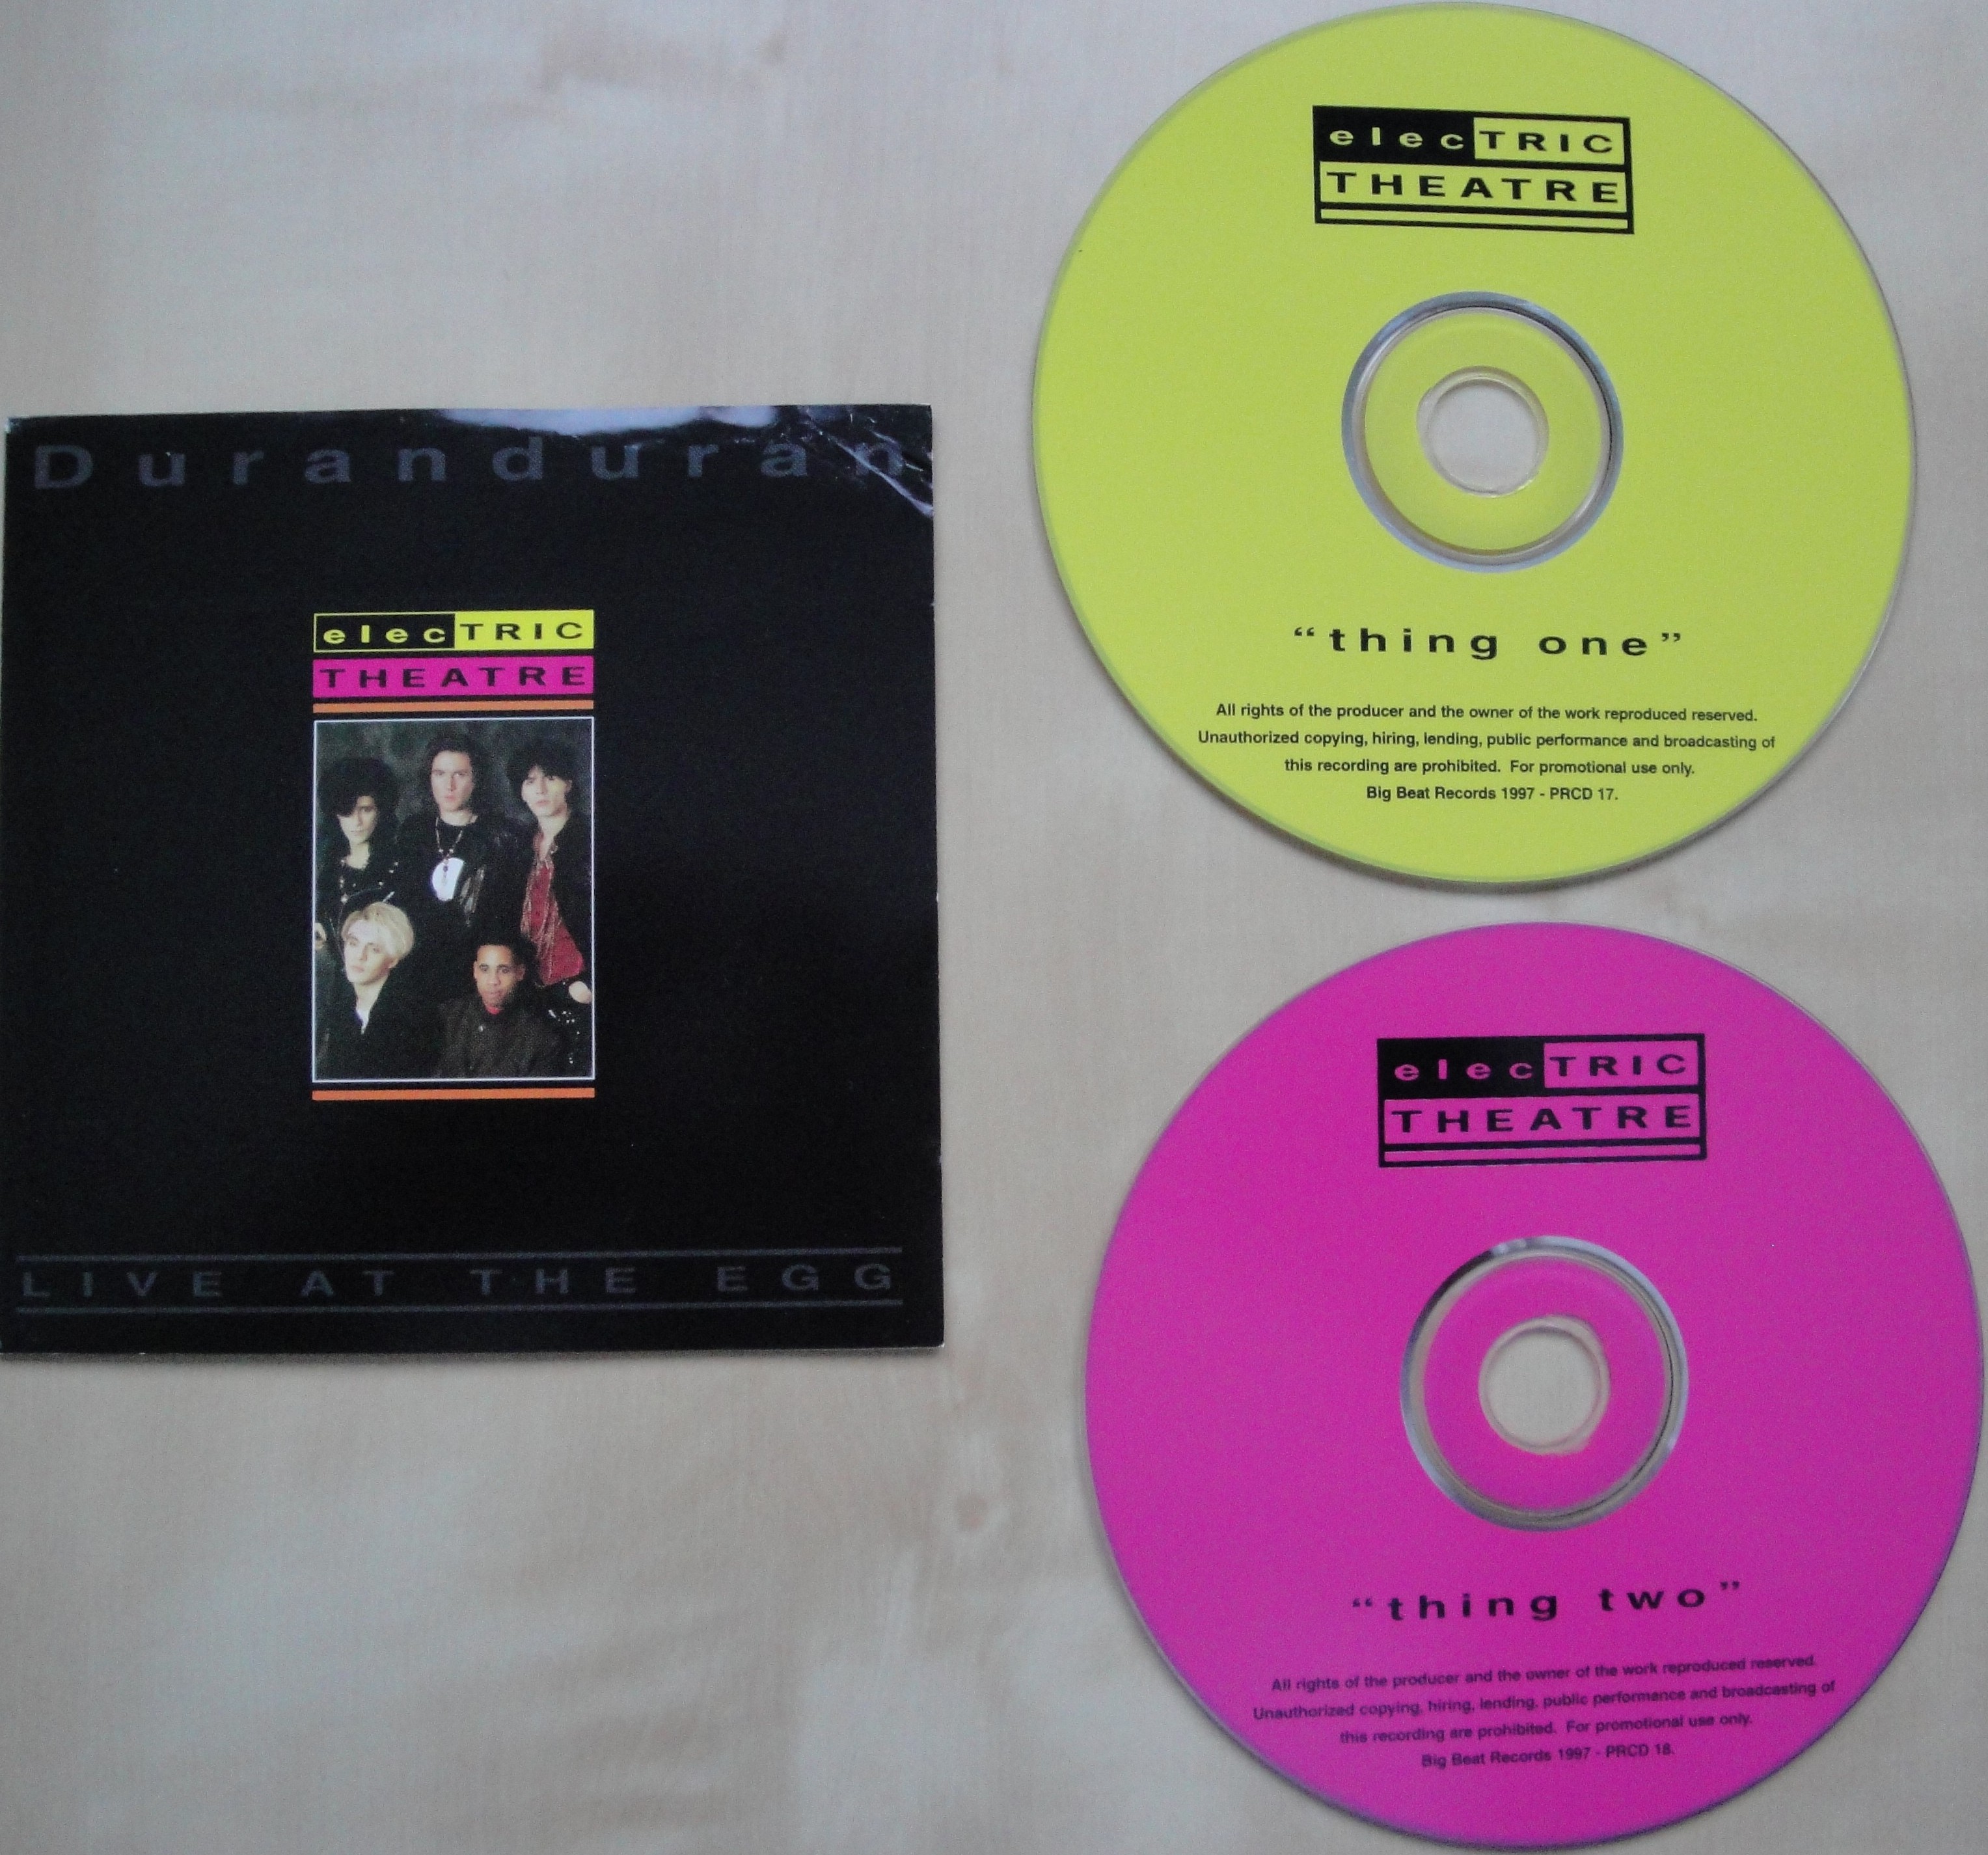 Duranduran
elecTRIC
THEATRE
LIVE AT THE EGG
elecTRIC
THEATRE
“thing one”
All rights of the producer and the owner of the work reproduced reserved.
Unauthorized copying, hiring, lending, public performance and broadcasting of
this recording are prohibited. For promotional use only.
Big Beat Records 1997 - PRCD 17.
elecTRIC
THEATRE
“thing two”
All rights of the producer and the owner of the work reproduced reserved.
Unauthorized copying, hiring, lending, public performance and broadcasting of
this recording are prohibited. For promotional use only.
Big Beat Records 1997 - PRCD 18.